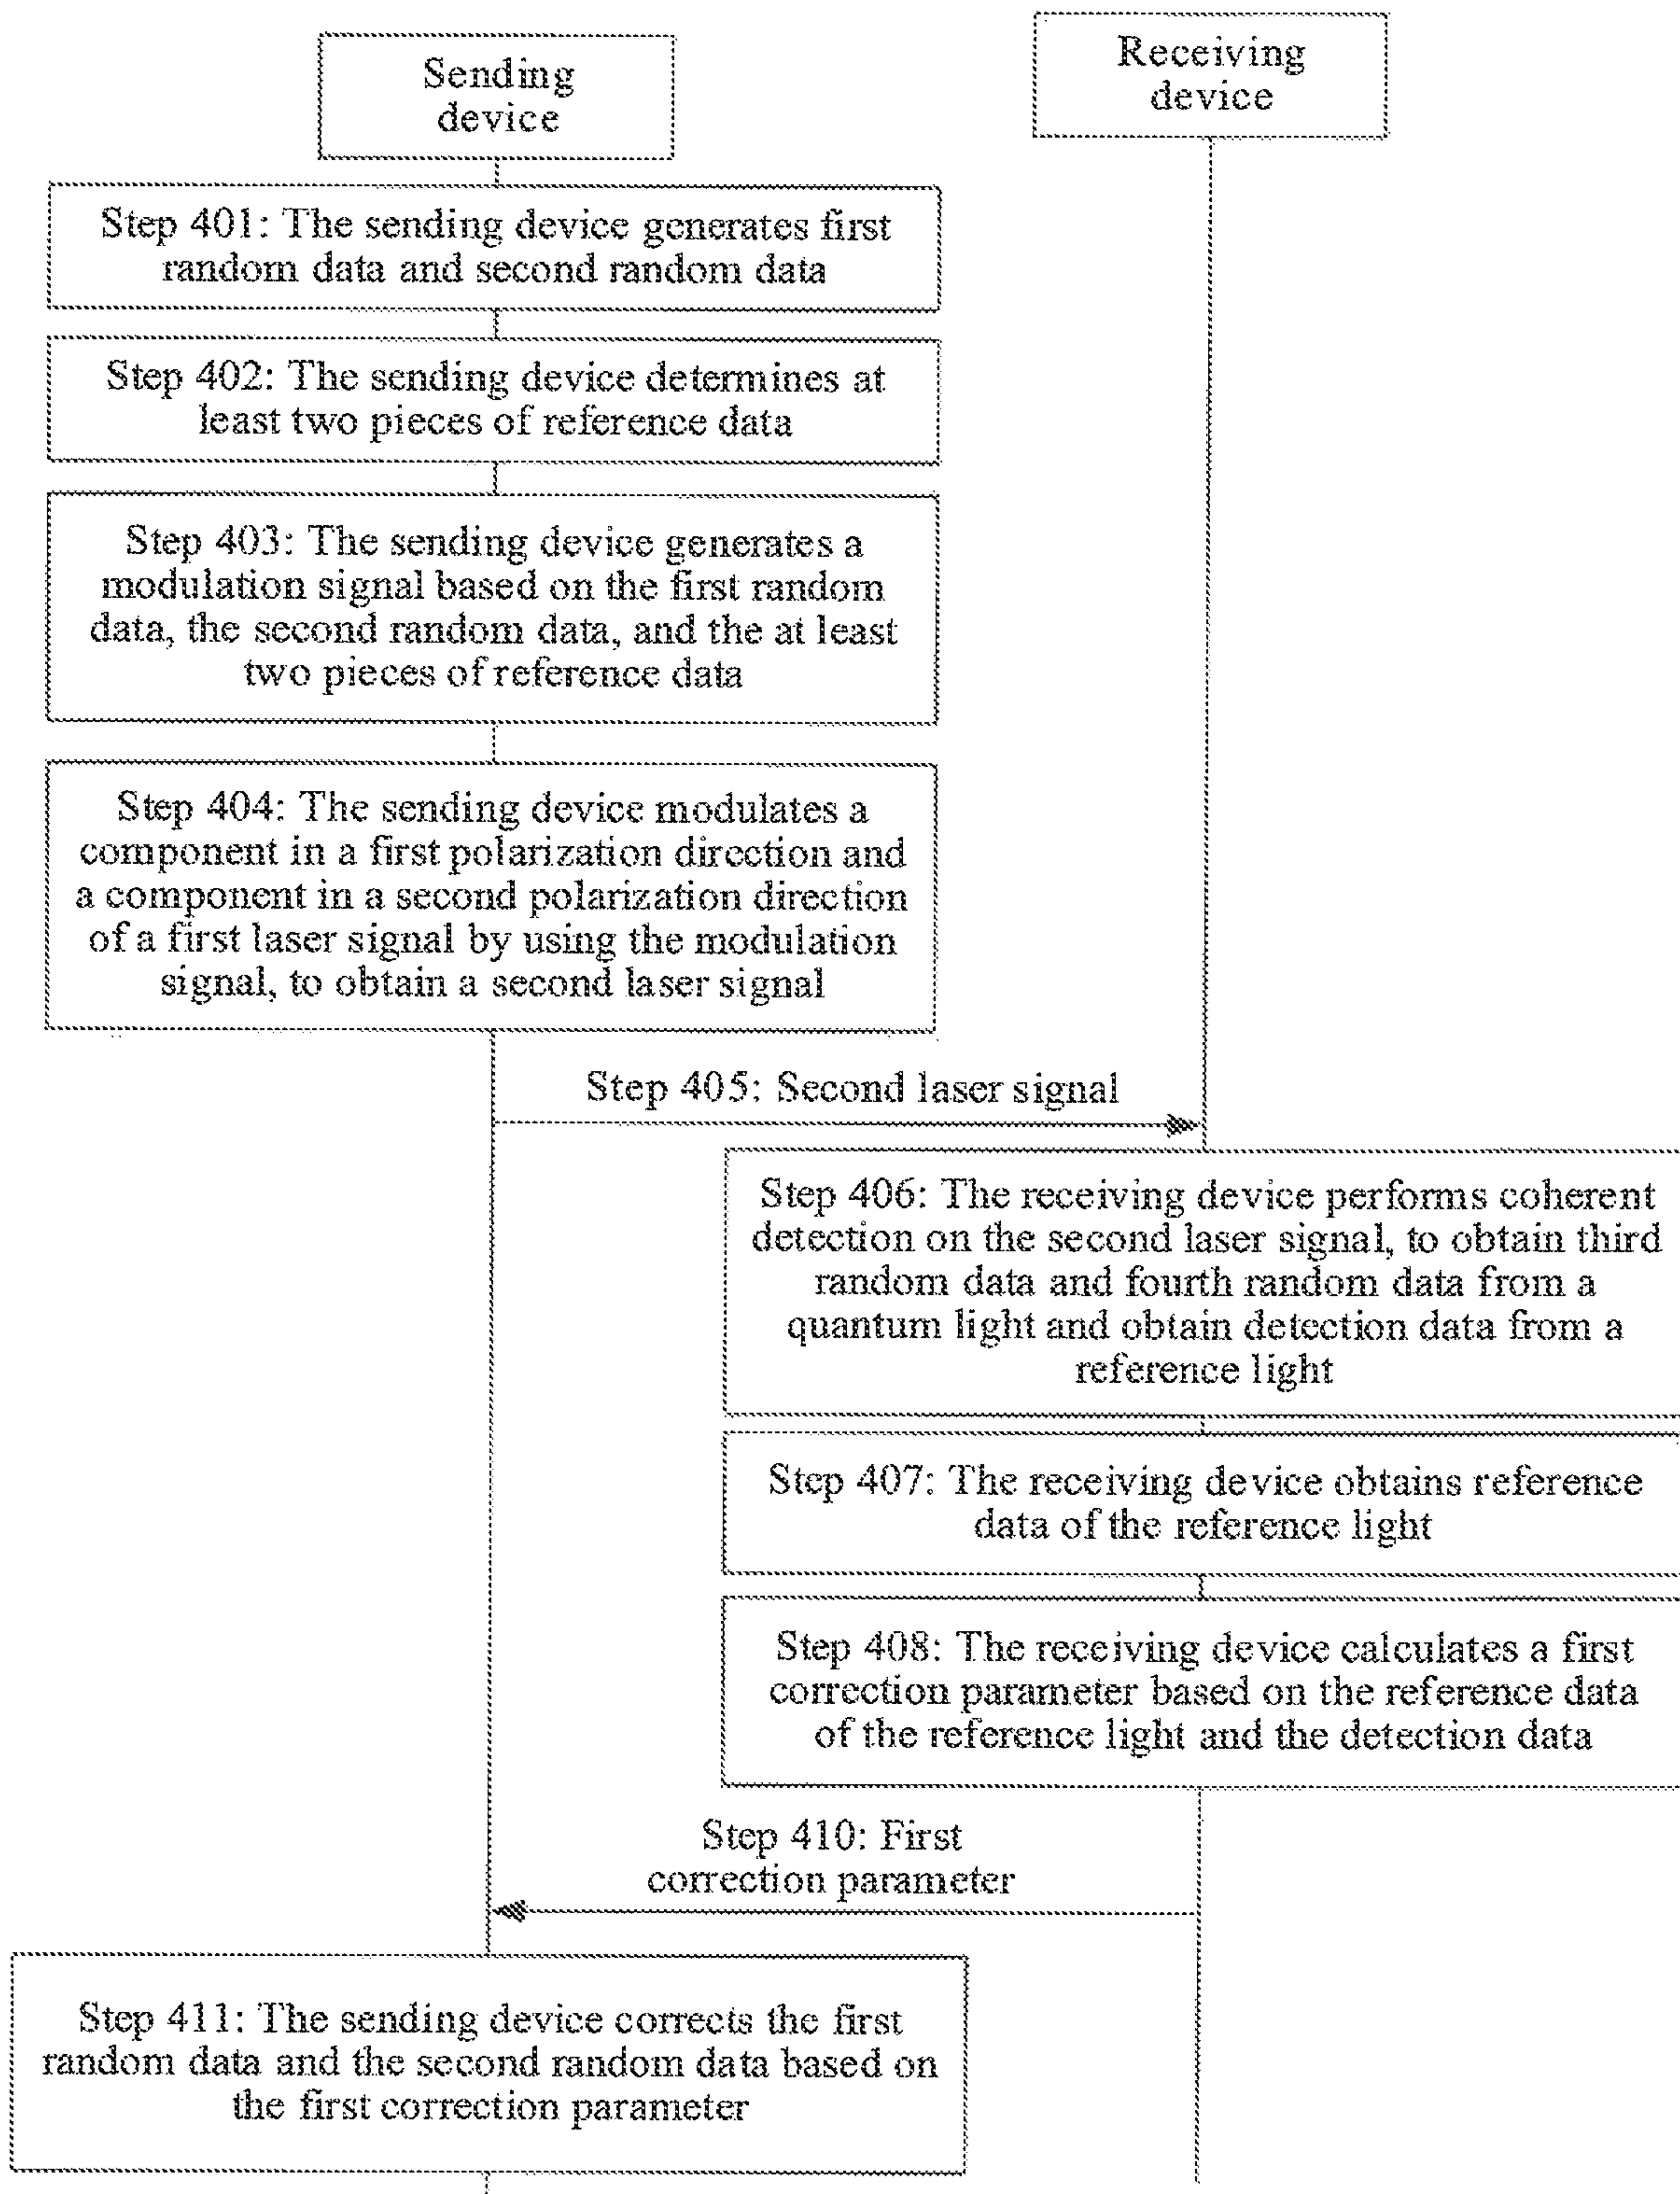 Sending
device
Receiving
device
Step 401: The sending device generates first
random data and second random data
Step 402: The sending device determines at
least two pieces of reference data
Step 403: The sending device generates a
modulation signal based on the first random
data, the second random data, and the at least
two pieces of reference data
Step 404: The sending device modulates a
component in a first polarization direction and
a component in a second polarization direction
of a first laser signal by using the modulation
signal, to obtain a second laser signal
Step 405: Second laser signal
Step 406: The receiving device performs coherent
detection on the second laser signal, to obtain third
random data and fourth random data from a
quantum light and obtain detection data from a
reference light
Step 407: The receiving device obtains reference
data of the reference light
Step 408: The receiving device calculates a first
correction parameter based on the reference data
of the reference light and the detection data
Step 410: First
correction parameter
Step 411: The sending device corrects the first
random data and the second random data based on
the first correction parameter